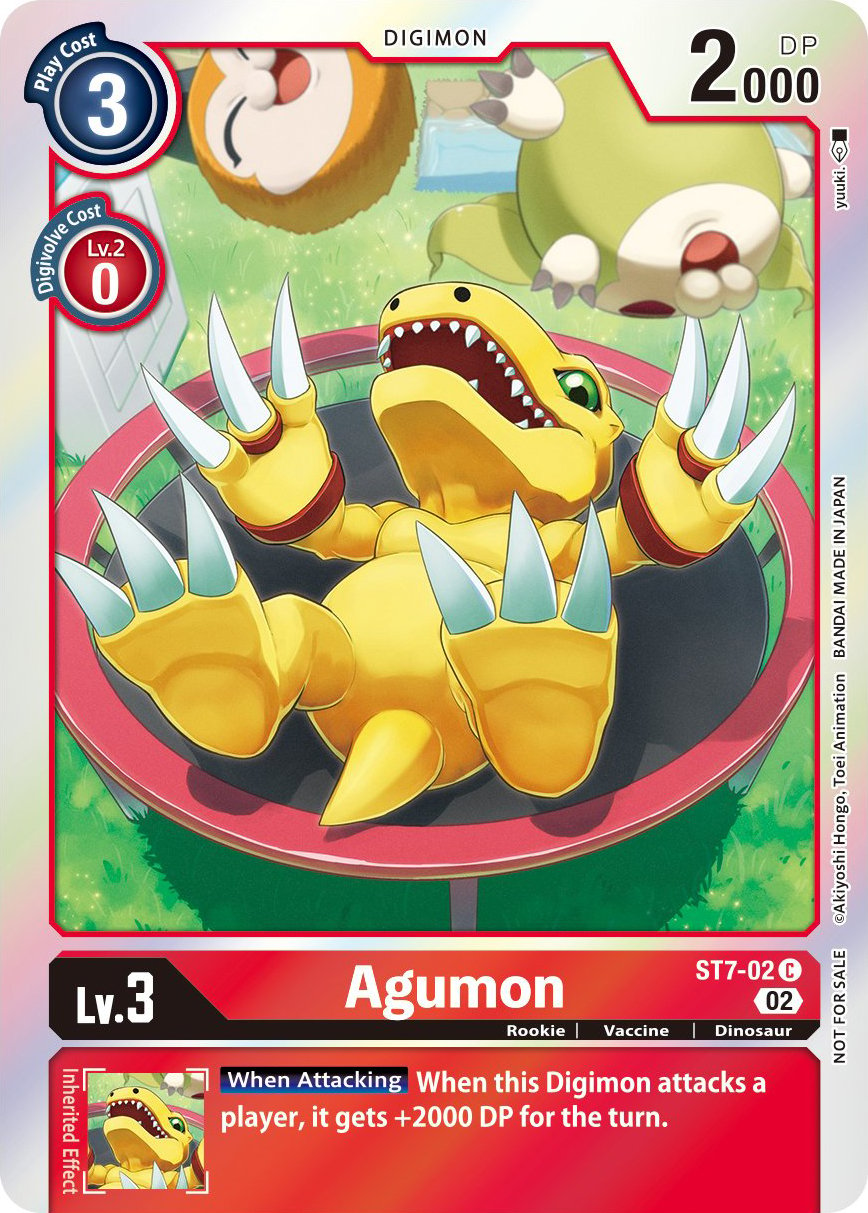 DIGIMON
Play Cost
3
DP
2000
Digivolve Cost
Lv.2
0
yuuki.
©Akiyoshi Hongo, Toei Animation BANDAI MADE IN JAPAN
NOT FOR SALE
Lv.3
Agumon
ST7-02 C
02
Rookie | Vaccine | Dinosaur
Inherited Effect
When Attacking When this Digimon attacks a
player, it gets +2000 DP for the turn.